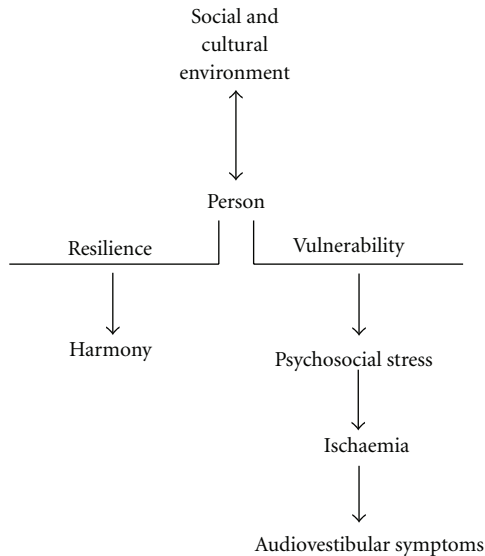 Social and
cultural
environment
Person
Resilience
Vulnerability
Harmony
Psychosocial stress
Ischaemia
Audiovestibular symptoms